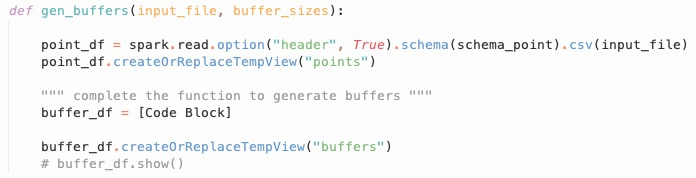 def gen_buffers(input_file, buffer_sizes):
point_df = spark.read.option("header", True).schema(schema_point).csv(input_file)
point_df.createOrReplaceTempView("points")
""" complete the function to generate buffers """
buffer_df = [Code Block]
buffer_df.createOrReplaceTempView("buffers")
# buffer_df.show()